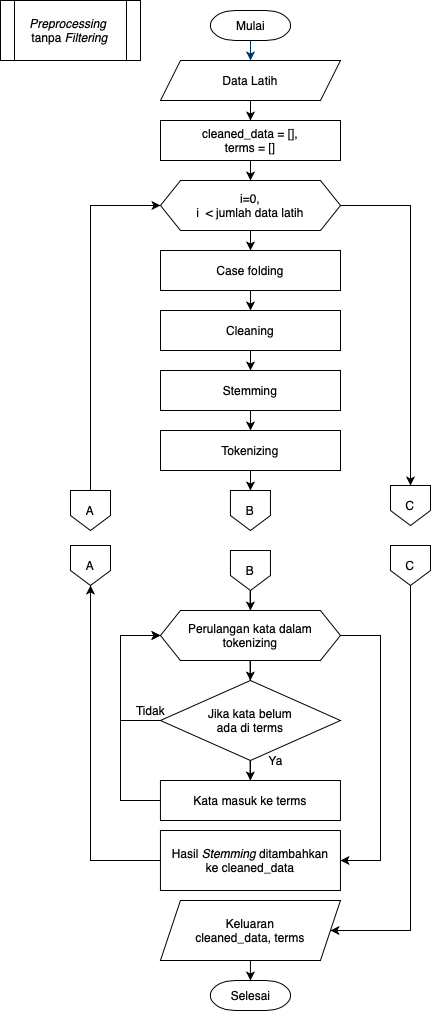 Preprocessing
tanpa Filtering
Mulai
Data Latih
cleaned_data = [],
terms = []
i=0,
i < jumlah data latih
Case folding
Cleaning
Stemming
Tokenizing
A
B
C
A
B
C
Perulangan kata dalam
tokenizing
Tidak
Jika kata belum
ada di terms
Ya
Kata masuk ke terms
Hasil Stemming ditambahkan
ke cleaned_data
Keluaran
cleaned_data, terms
Selesai